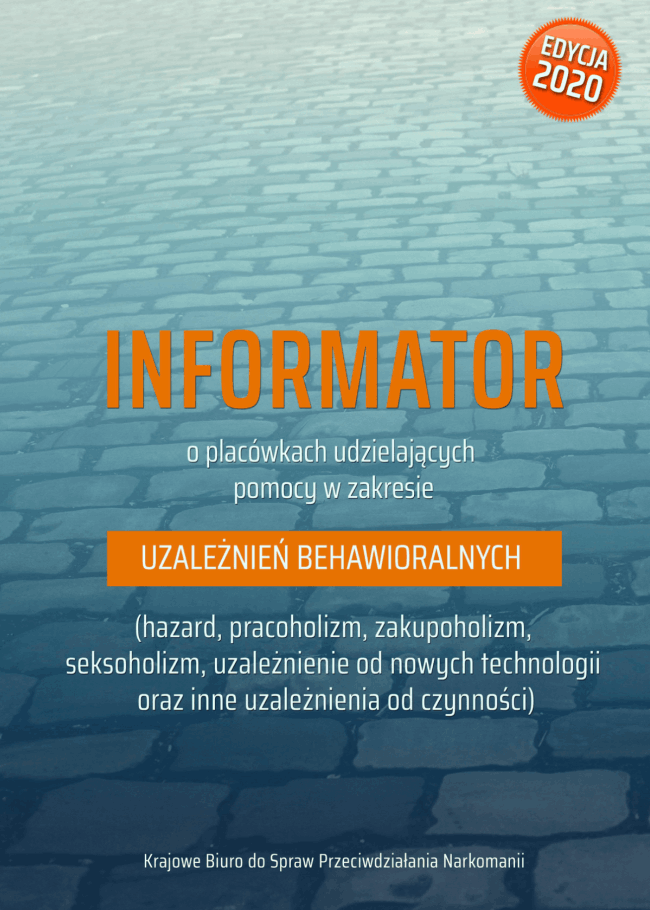 EDYCJA
2020
INFORMATOR
o placówkach udzielających
pomocy w zakresie
UZALEŻNIEŃ BEHAWIORALNYCH
(hazard, pracoholizm, zakupoholizm,
seksoholizm, uzależnienie od nowych technologii
oraz inne uzależnienia od czynności)
Krajowe Biuro do Spraw Przeciwdziałania Narkomanii